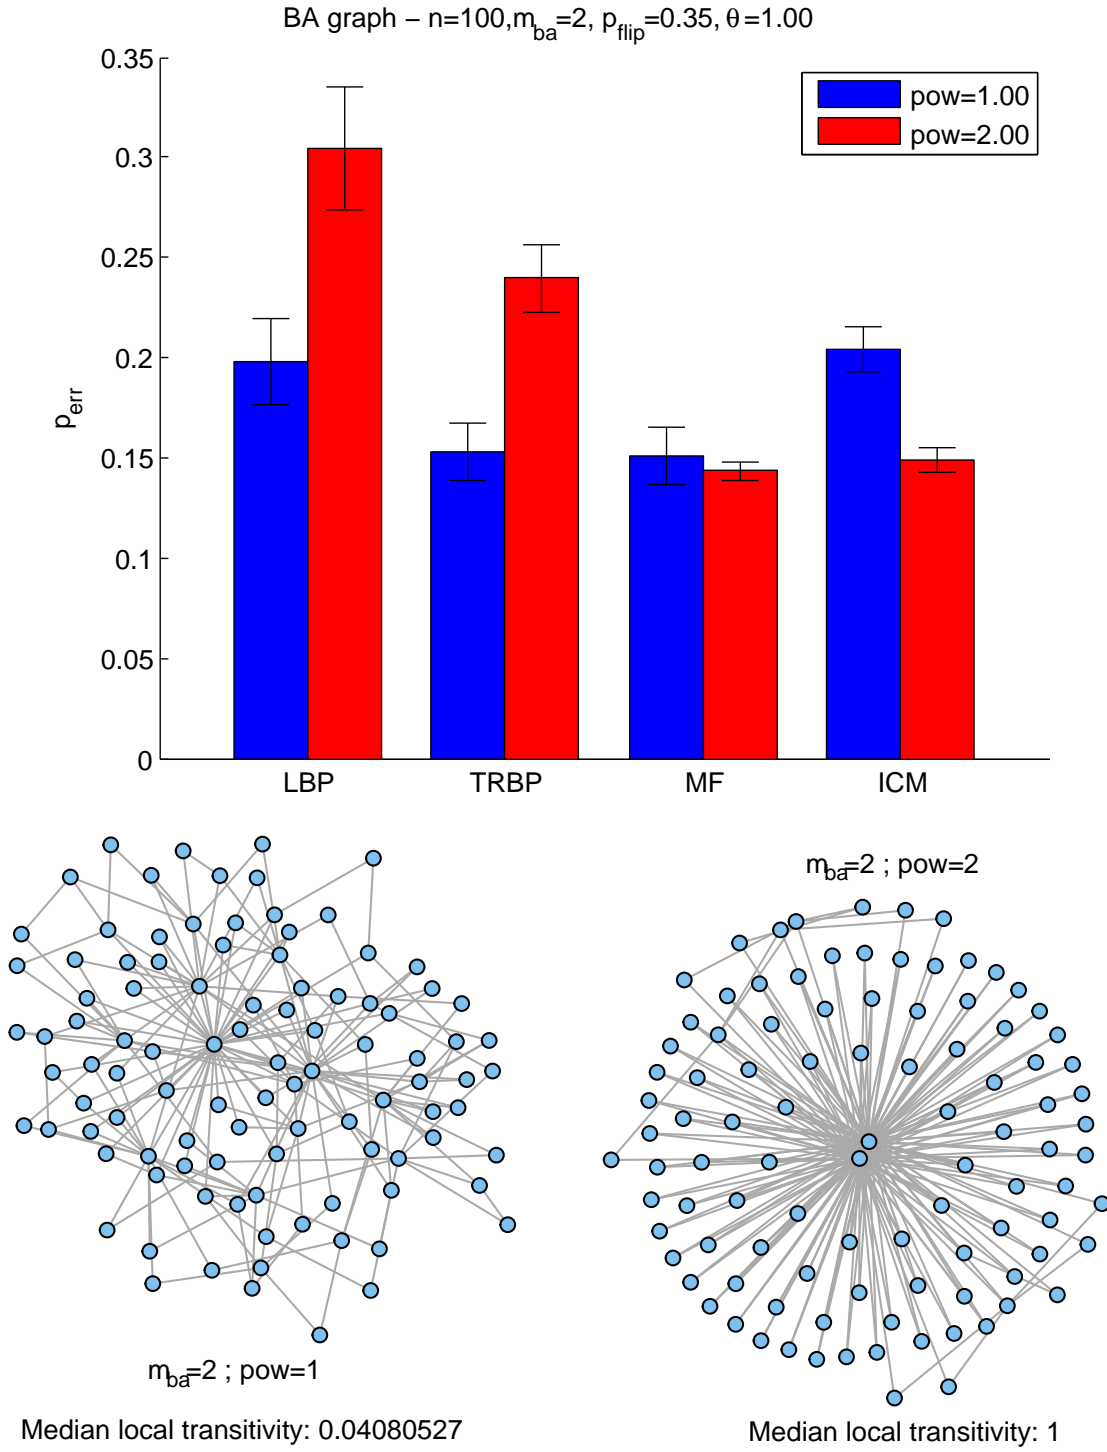 BA graph − n=100,m_ba=2, p_flip=0.35, θ=1.00
0.35
0.3
0.25
0.2
0.15
0.1
0.05
0
p_err
pow=1.00
pow=2.00
LBP TRBP MF ICM
m_ba=2 ; pow=2
m_ba=2 ; pow=1
Median local transitivity: 0.04080527
Median local transitivity: 1